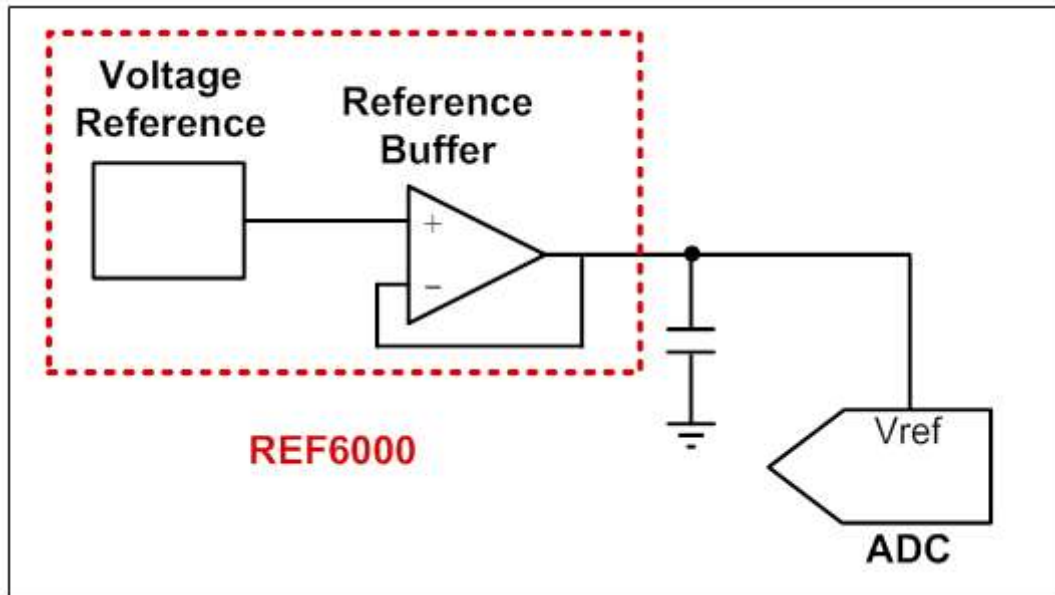 Voltage
Reference
Reference
Buffer
+
−
REF6000
Vref
ADC